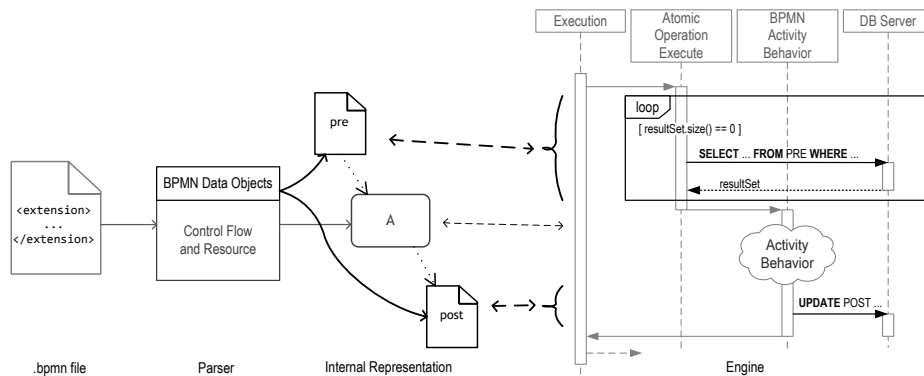 Execution
Atomic
Operation
Execute
BPMN
Activity
Behavior
DB Server
loop
[ resultSet.size() == 0 ]
SELECT ... FROM PRE WHERE ...
resultSet
pre
BPMN Data Objects
<extension>
...
</extension>
Control Flow
and Resource
A
Activity
Behavior
post
UPDATE POST ...
.bpmn file
Parser
Internal Representation
Engine